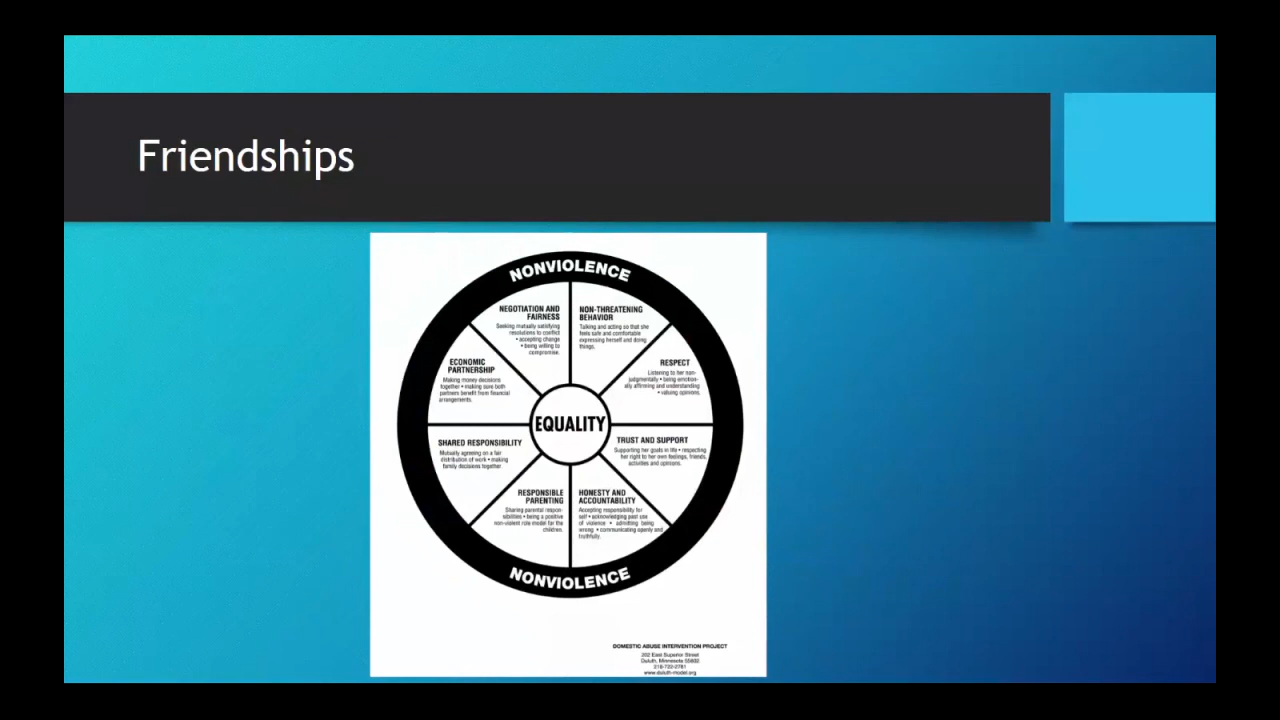 Friendships
NONVIOLENCE
NEGOTIATION AND
FAIRNESS
Seeking mutually satisfying
resolutions to conflict
• accepting change
• being willing to
compromise.
NON-THREATENING
BEHAVIOR
Talking and acting so that she
feels safe and comfortable
expressing herself and doing
things.
ECONOMIC
PARTNERSHIP
Making money decisions
together • making sure both
partners benefit from financial
arrangements.
RESPECT
Listening to her non-
judgmentally • being emotion-
ally affirming and understanding
• valuing opinions.
EQUALITY
SHARED RESPONSIBILITY
Mutually agreeing on a fair
distribution of work • making
family decisions together
TRUST AND SUPPORT
Supporting her goals in life • respecting
her right to her own feelings, friends,
activities and opinions.
RESPONSIBLE
PARENTING
Sharing parental respon-
sibilities • being a positive
non-violent role model for the
children.
HONESTY AND
ACCOUNTABILITY
Accepting responsibility for
self • acknowledging past use
of violence • admitting being
wrong • communicating openly and
truthfully.
NONVIOLENCE
DOMESTIC ABUSE INTERVENTION PROJECT
202 East Superior Street
Duluth, Minnesota 55802
218-722-2781
www.duluth-model.org